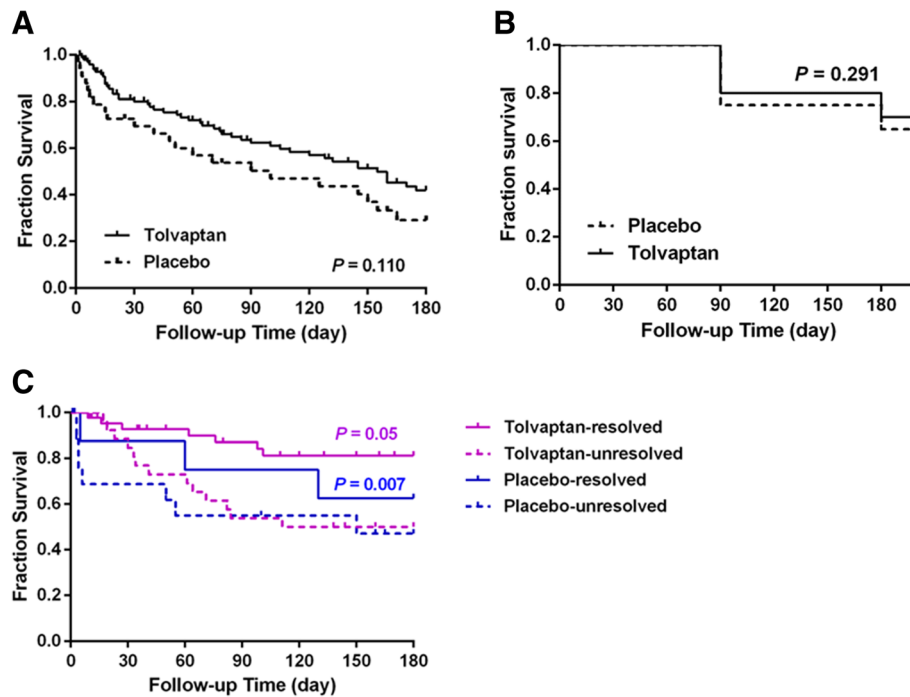 A
Fraction Survival
1.0
0.8
0.6
0.4
0.2
0.0
Tolvaptan
Placebo
P = 0.110
0 30 60 90 120 150 180
Follow-up Time (day)
B
Fraction survival
1.0
0.8
0.6
0.4
0.2
0.0
P = 0.291
Placebo
Tolvaptan
0 30 60 90 120 150 180
Follow-up Time (day)
C
Fraction Survival
1.0
0.8
0.6
0.4
0.2
0.0
P = 0.05
P = 0.007
0 30 60 90 120 150 180
Follow-up Time (day)
Tolvaptan-resolved
Tolvaptan-unresolved
Placebo-resolved
Placebo-unresolved